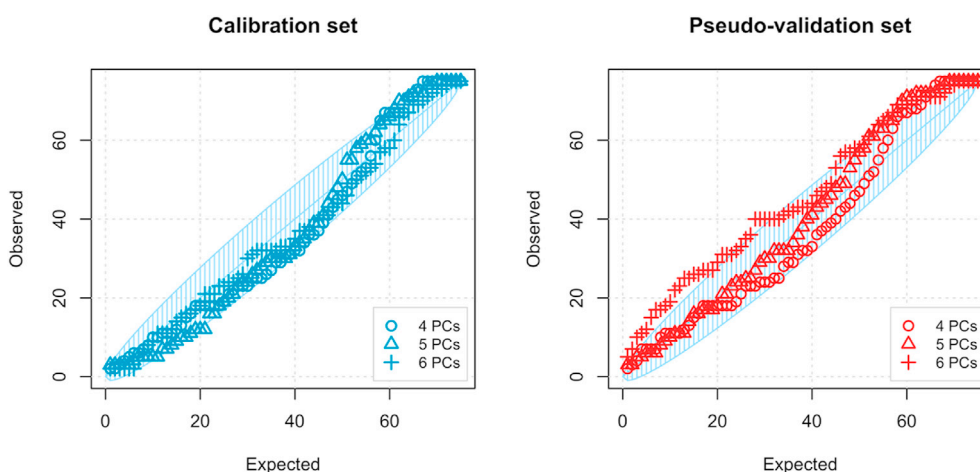 Calibration set
Observed
60
40
20
0
0 20 40 60
Expected
4 PCs
5 PCs
6 PCs
Pseudo-validation set
Observed
60
40
20
0
0 20 40 60
Expected
4 PCs
5 PCs
6 PCs